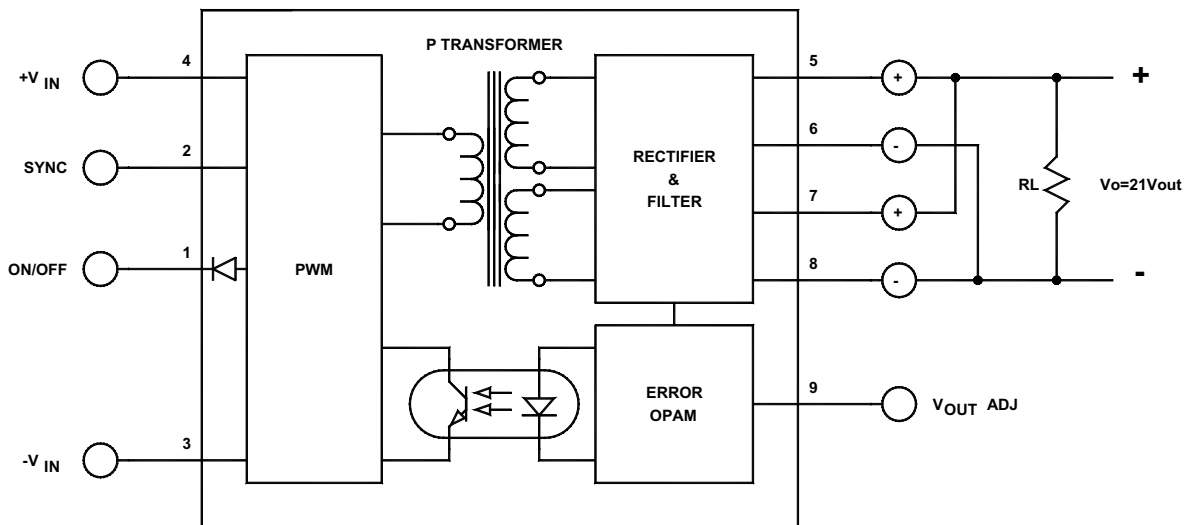 P TRANSFORMER
+V IN
4
SYNC
2
ON/OFF
1
-V IN
3
PWM
RECTIFIER
&
FILTER
ERROR
OPAM
5
+
6
-
7
+
8
-
9
VOUT ADJ
+
RL
Vo=21Vout
-